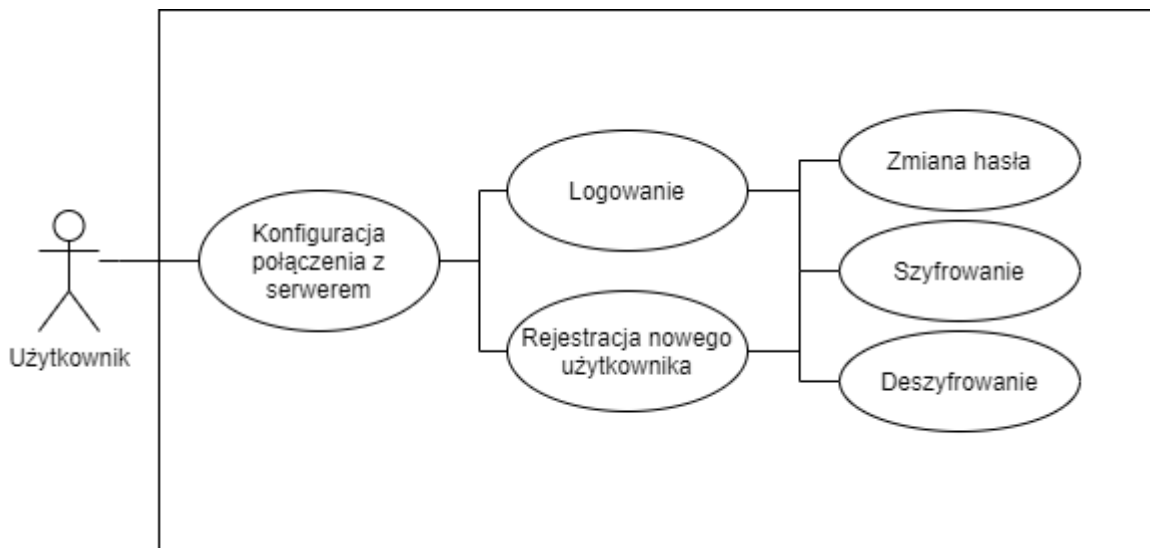 Użytkownik
Konfiguracja
połączenia z
serwerem
Logowanie
Rejestracja nowego
użytkownika
Zmiana hasła
Szyfrowanie
Deszyfrowanie